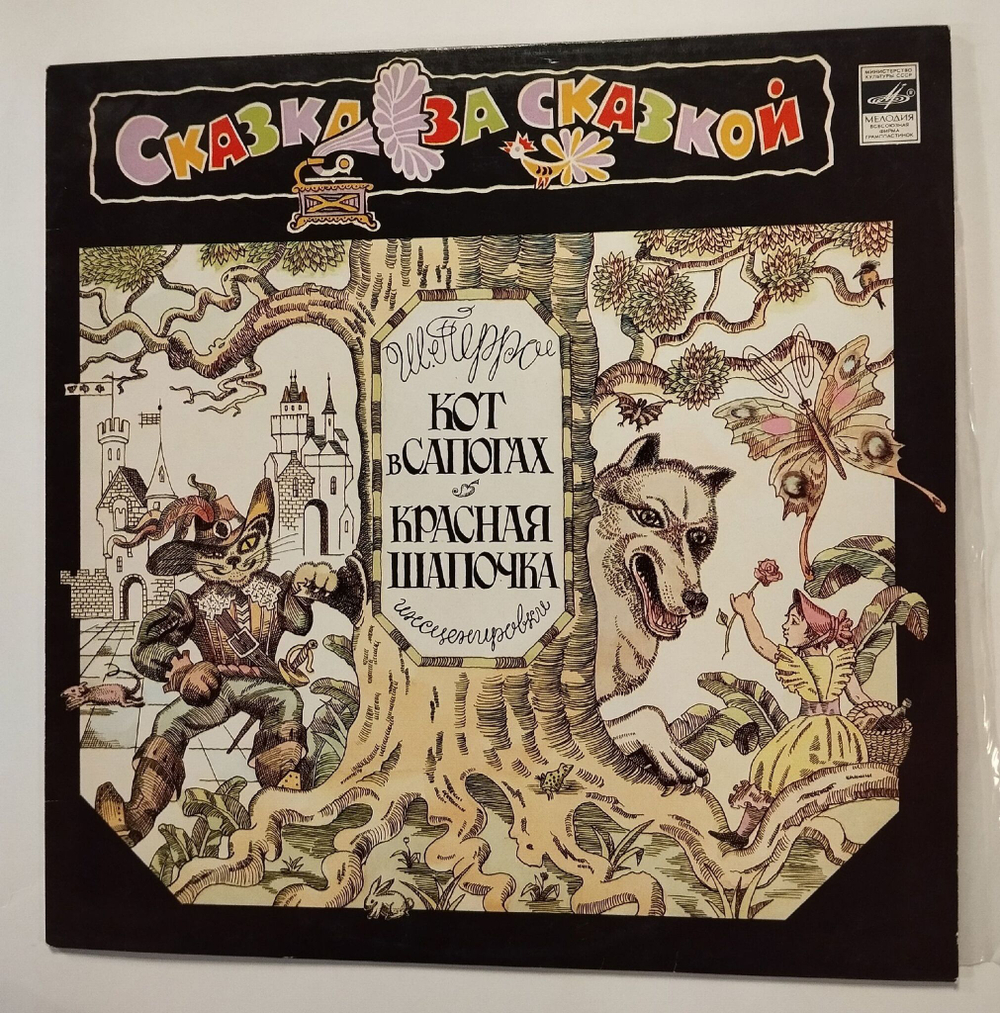 СКАЗКА ЗА СКАЗКОЙ
МИНИСТЕРСТВО
КУЛЬТУРЫ СССР
МЕЛОДИЯ
ВСЕСОЮЗНАЯ
ФИРМА
ГРАМПЛАСТИНОК
Ш. Перро
КОТ
в САПОГАХ
КРАСНАЯ
ШАПОЧКА
инсценировки